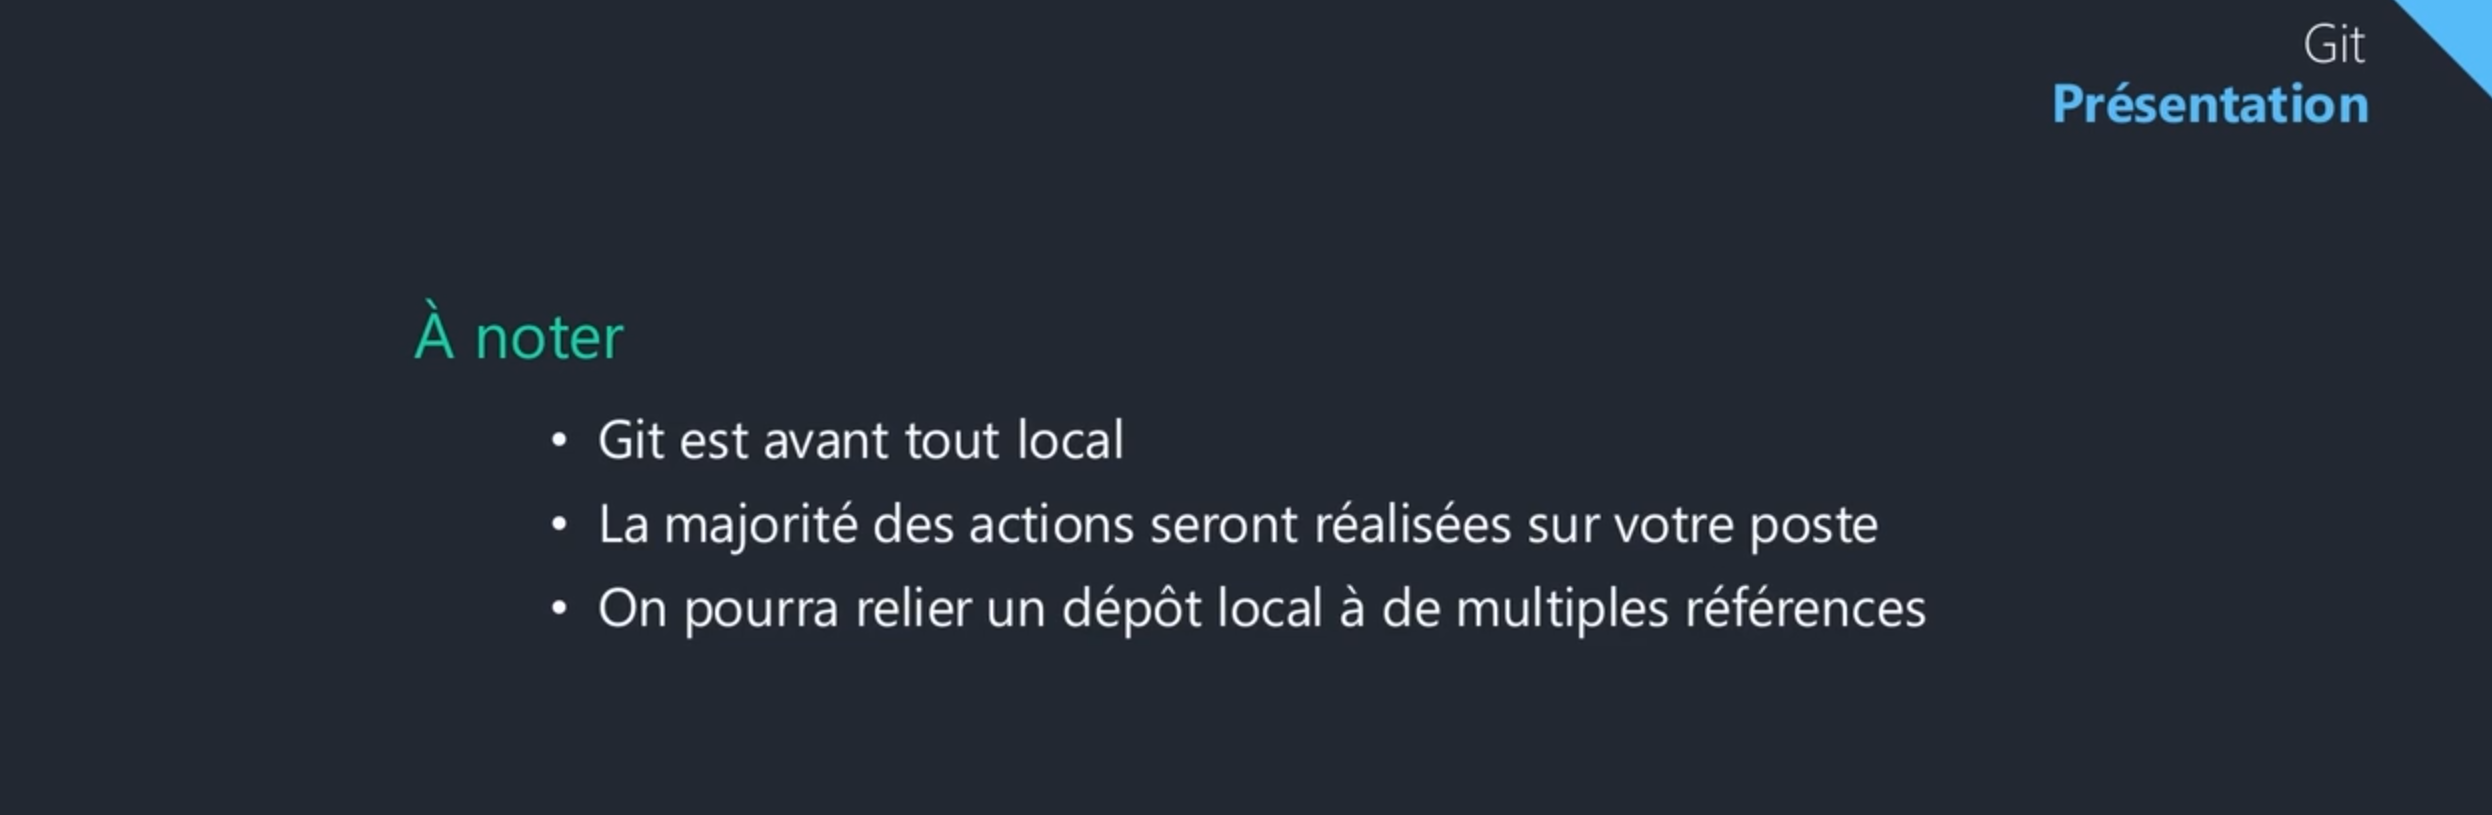 Git
Présentation
À noter
• Git est avant tout local
• La majorité des actions seront réalisées sur votre poste
• On pourra relier un dépôt local à de multiples références